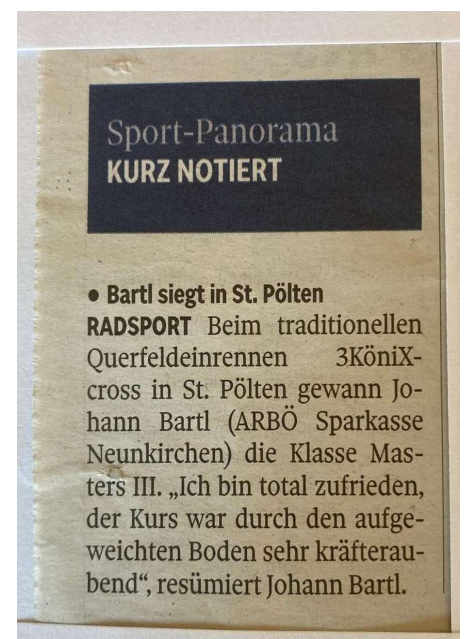 Sport-Panorama
KURZ NOTIERT
• Bartl siegt in St. Pölten
RADSPORT Beim traditionellen
Querfeldeinrennen 3KöniX-
cross in St. Pölten gewann Jo-
hann Bartl (ARBÖ Sparkasse
Neunkirchen) die Klasse Mas-
ters III. „Ich bin total zufrieden,
der Kurs war durch den aufge-
weichten Boden sehr kräfterau-
bend“, resümiert Johann Bartl.